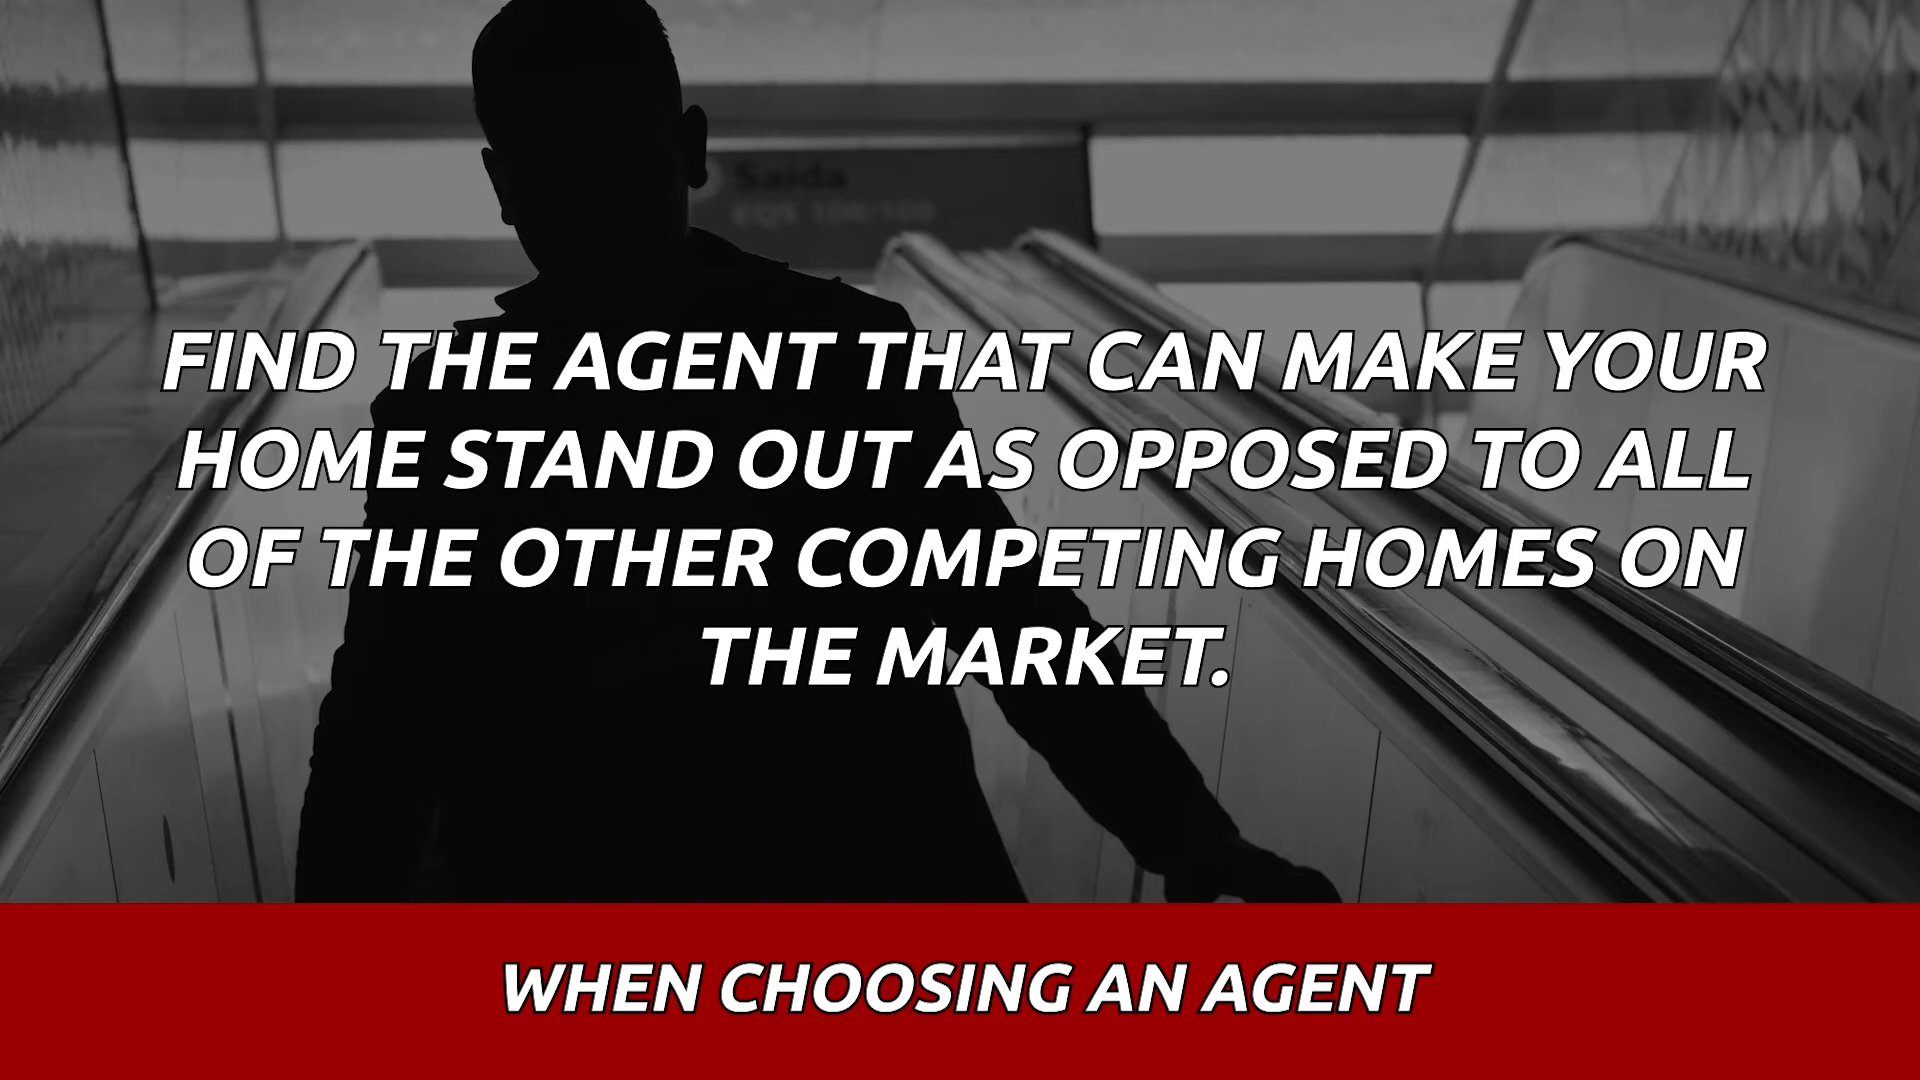 Saída
FIND THE AGENT THAT CAN MAKE YOUR
HOME STAND OUT AS OPPOSED TO ALL
OF THE OTHER COMPETING HOMES ON
THE MARKET.
WHEN CHOOSING AN AGENT